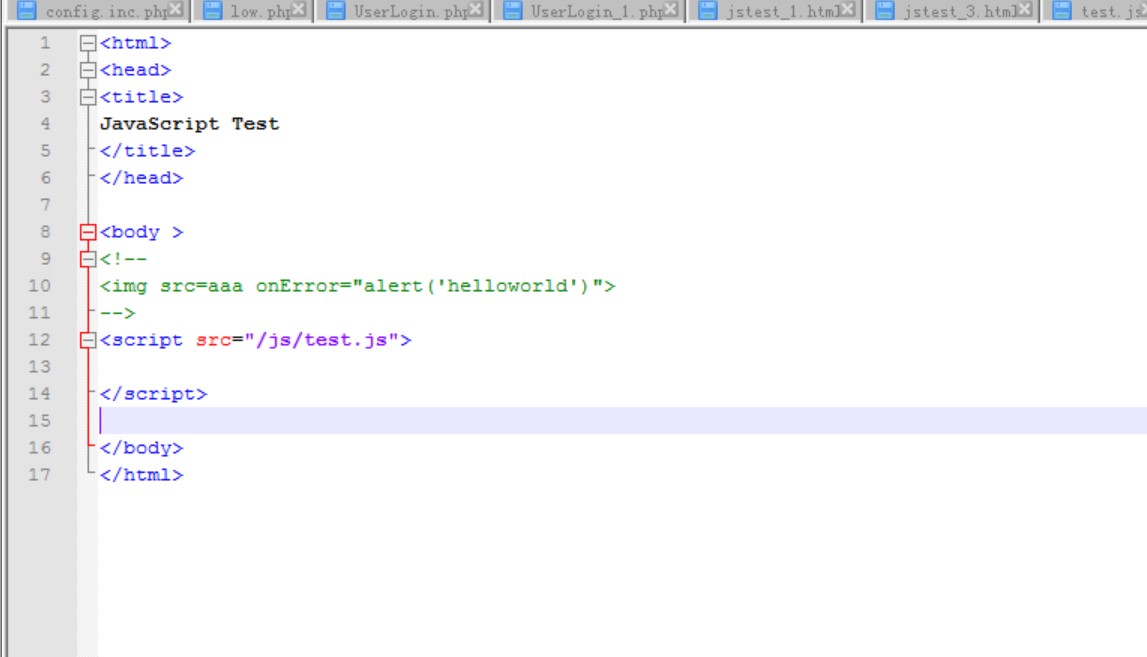 config.inc.php low.php UserLogin.php UserLogin_1.php jstest_1.html jstest_3.html test.js
1 <html>
2 <head>
3 <title>
4 JavaScript Test
5 </title>
6 </head>
7
8 <body >
9 <!--
10 <img src=aaa onError="alert('helloworld')">
11 -->
12 <script src="/js/test.js">
13
14 </script>
15
16 </body>
17 </html>